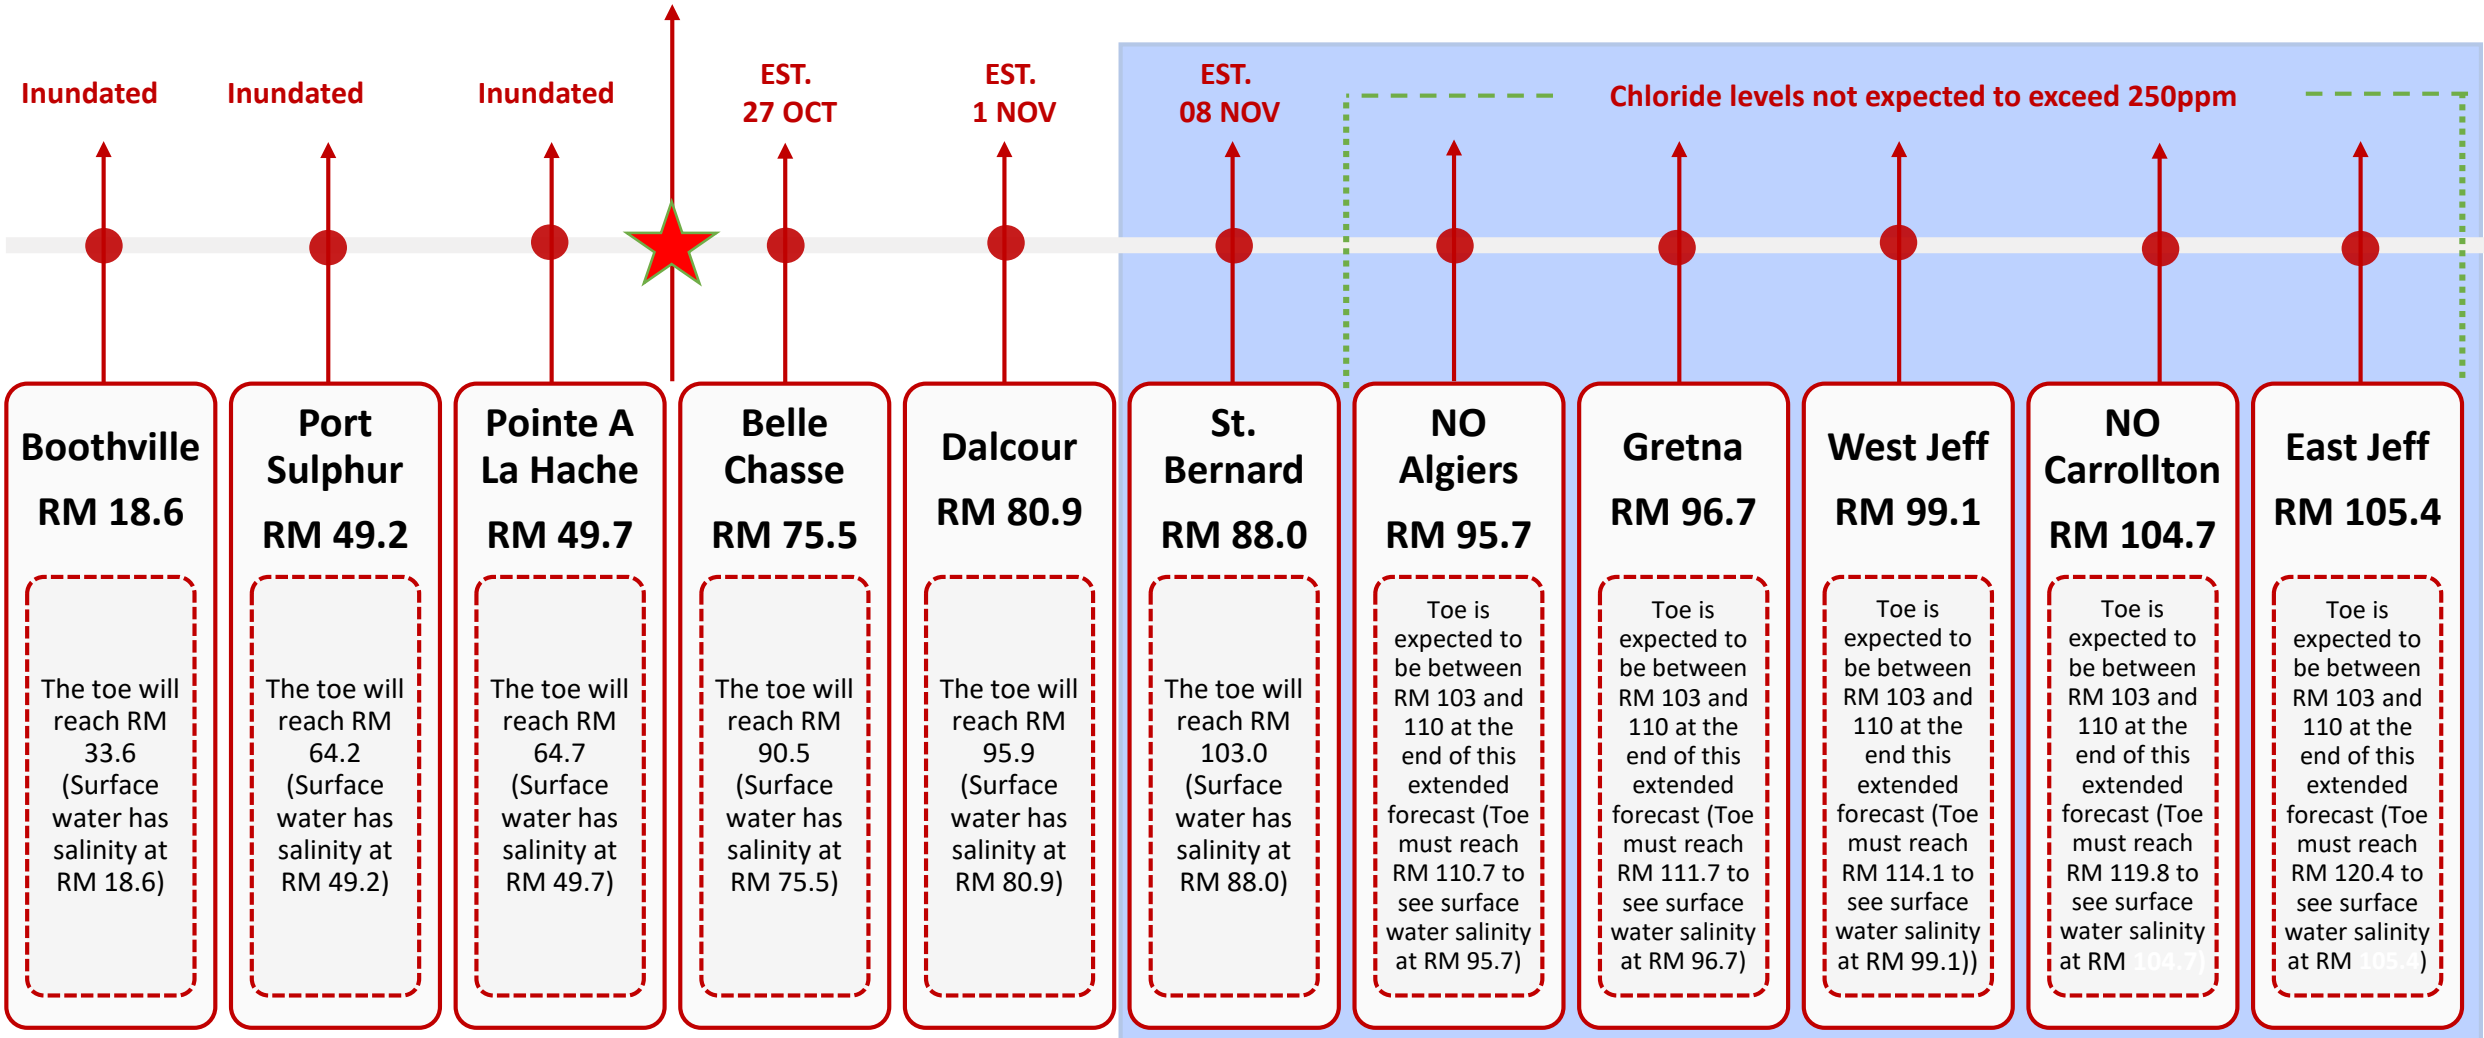 Inundated
Inundated
Inundated
EST.
27 OCT
EST.
1 NOV
EST.
08 NOV
Chloride levels not expected to exceed 250ppm
Boothville
RM 18.6
The toe will
reach RM
33.6
(Surface
water has
salinity at
RM 18.6)
Port
Sulphur
RM 49.2
The toe will
reach RM
64.2
(Surface
water has
salinity at
RM 49.2)
Pointe A
La Hache
RM 49.7
The toe will
reach RM
64.7
(Surface
water has
salinity at
RM 49.7)
Belle
Chasse
RM 75.5
The toe will
reach RM
90.5
(Surface
water has
salinity at
RM 75.5)
Dalcour
RM 80.9
The toe will
reach RM
95.9
(Surface
water has
salinity at
RM 80.9)
St.
Bernard
RM 88.0
The toe will
reach RM
103.0
(Surface
water has
salinity at
RM 88.0)
NO
Algiers
RM 95.7
Toe is
expected to
be between
RM 103 and
110 at the
end of this
extended
forecast (Toe
must reach
RM 110.7 to
see surface
water salinity
at RM 95.7)
Gretna
RM 96.7
Toe is
expected to
be between
RM 103 and
110 at the
end of this
extended
forecast (Toe
must reach
RM 111.7 to
see surface
water salinity
at RM 96.7)
West Jeff
RM 99.1
Toe is
expected to
be between
RM 103 and
110 at the
end this
extended
forecast (Toe
must reach
RM 114.1 to
see surface
water salinity
at RM 99.1))
NO
Carrollton
RM 104.7
Toe is
expected to
be between
RM 103 and
110 at the
end of this
extended
forecast (Toe
must reach
RM 119.8 to
see surface
water salinity
at RM 104.7)
East Jeff
RM 105.4
Toe is
expected to
be between
RM 103 and
110 at the
end of this
extended
forecast (Toe
must reach
RM 120.4 to
see surface
water salinity
at RM 105.4)